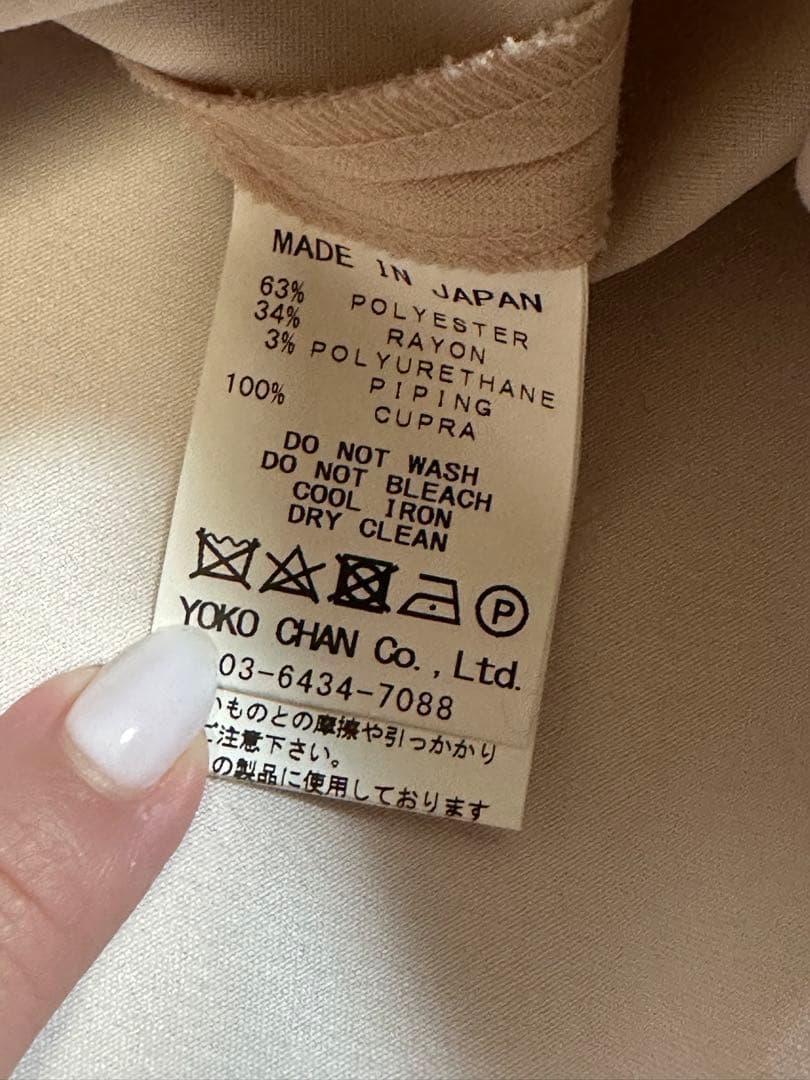 MADE IN JAPAN
63% POLYESTER
34% RAYON
3% POLYURETHANE
PIPING
100% CUPRA
DO NOT WASH
DO NOT BLEACH
COOL IRON
DRY CLEAN
P
YOKO CHAN Co., Ltd.
03-6434-7088
いものとの摩擦や引っかかり
ご注意下さい。
の製品に使用しております